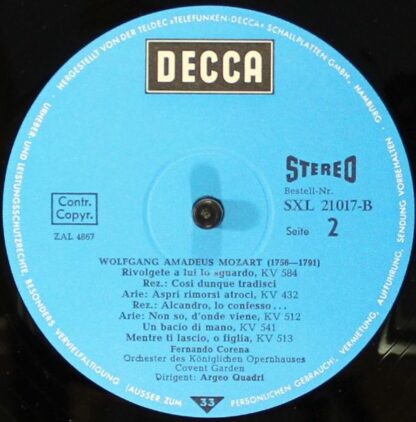 · HERGESTELLT VON DER TELDEC »TELEFUNKEN-DECCA« SCHALLPLATTEN GMBH., HAMBURG ·
URHEBER- UND LEISTUNGSSCHUTZRECHTE, BESONDERS VERVIELFÄLTIGUNG (AUSSER ZUM PERSÖNLICHEN GEBRAUCH), VERMIETUNG, AUFFÜHRUNG, SENDUNG VORBEHALTEN
DECCA
STEREO
Bestell-Nr.
SXL 21017-B
Seite 2
Contr.
Copyr.
ZAL 4867
WOLFGANG AMADEUS MOZART (1756—1791)
Rivolgete a lui lo sguardo, KV 584
Rez.: Cosi dunque tradisci
Arie: Aspri rimorsi atroci, KV 432
Rez.: Alcandro, lo confesso...
Arie: Non so, d'onde viene, KV 512
Un bacio di mano, KV 541
Mentre ti lascio, o figlia, KV 513
Fernando Corena
Orchester des Königlichen Opernhauses
Covent Garden
Dirigent: Argeo Quadri
33